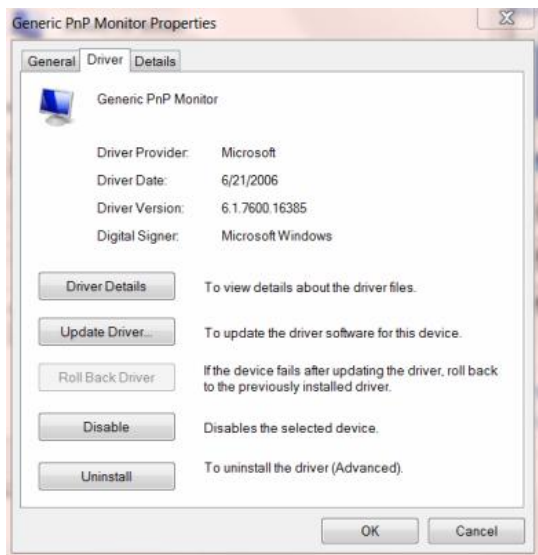 Generic PnP Monitor Properties
General Driver Details
Generic PnP Monitor
Driver Provider: Microsoft
Driver Date: 6/21/2006
Driver Version: 6.1.7600.16385
Digital Signer: Microsoft Windows
Driver Details To view details about the driver files.
Update Driver... To update the driver software for this device.
Roll Back Driver If the device fails after updating the driver, roll back
to the previously installed driver.
Disable Disables the selected device.
Uninstall To uninstall the driver (Advanced).
OK Cancel